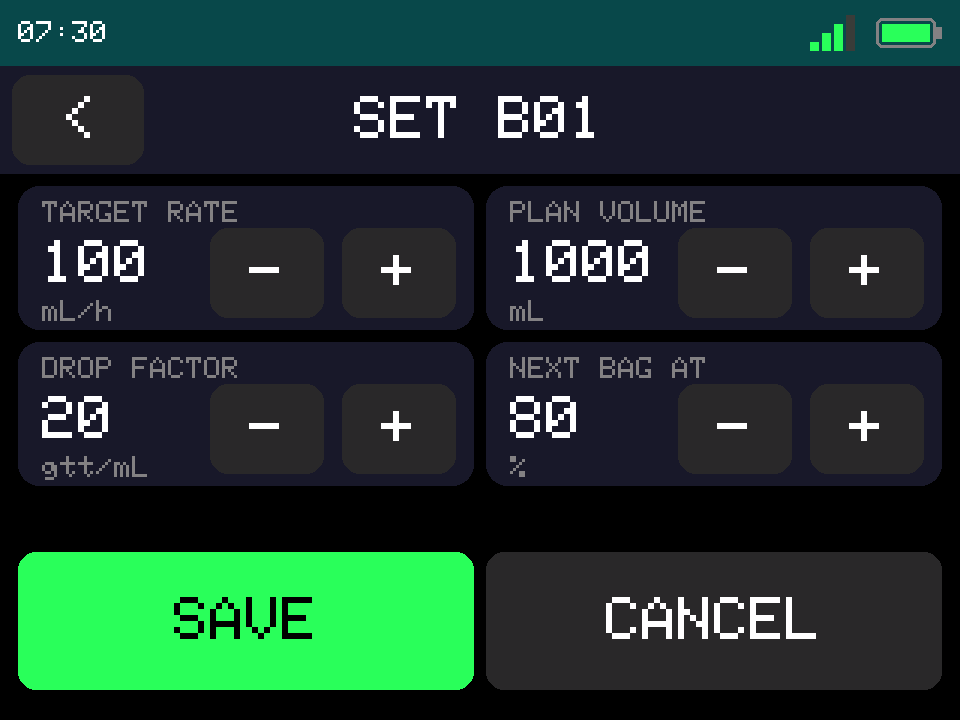 07:30
< SET B01
TARGET RATE
100 - +
mL/h
PLAN VOLUME
1000 - +
mL
DROP FACTOR
20 - +
gtt/mL
NEXT BAG AT
80 - +
%
SAVE
CANCEL